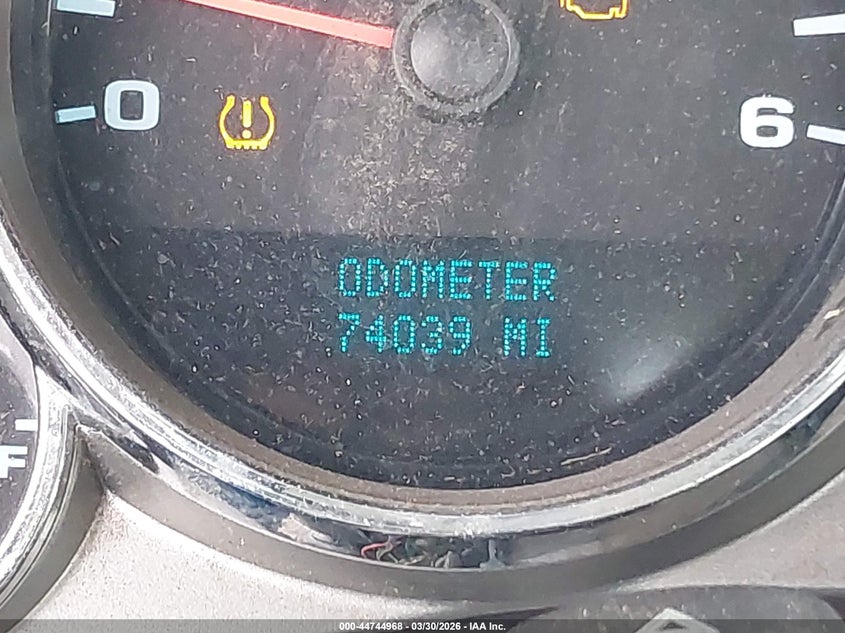 0
6
ODOMETER
74039 MI
F
000-44744968 - 03/30/2026 - IAA Inc.